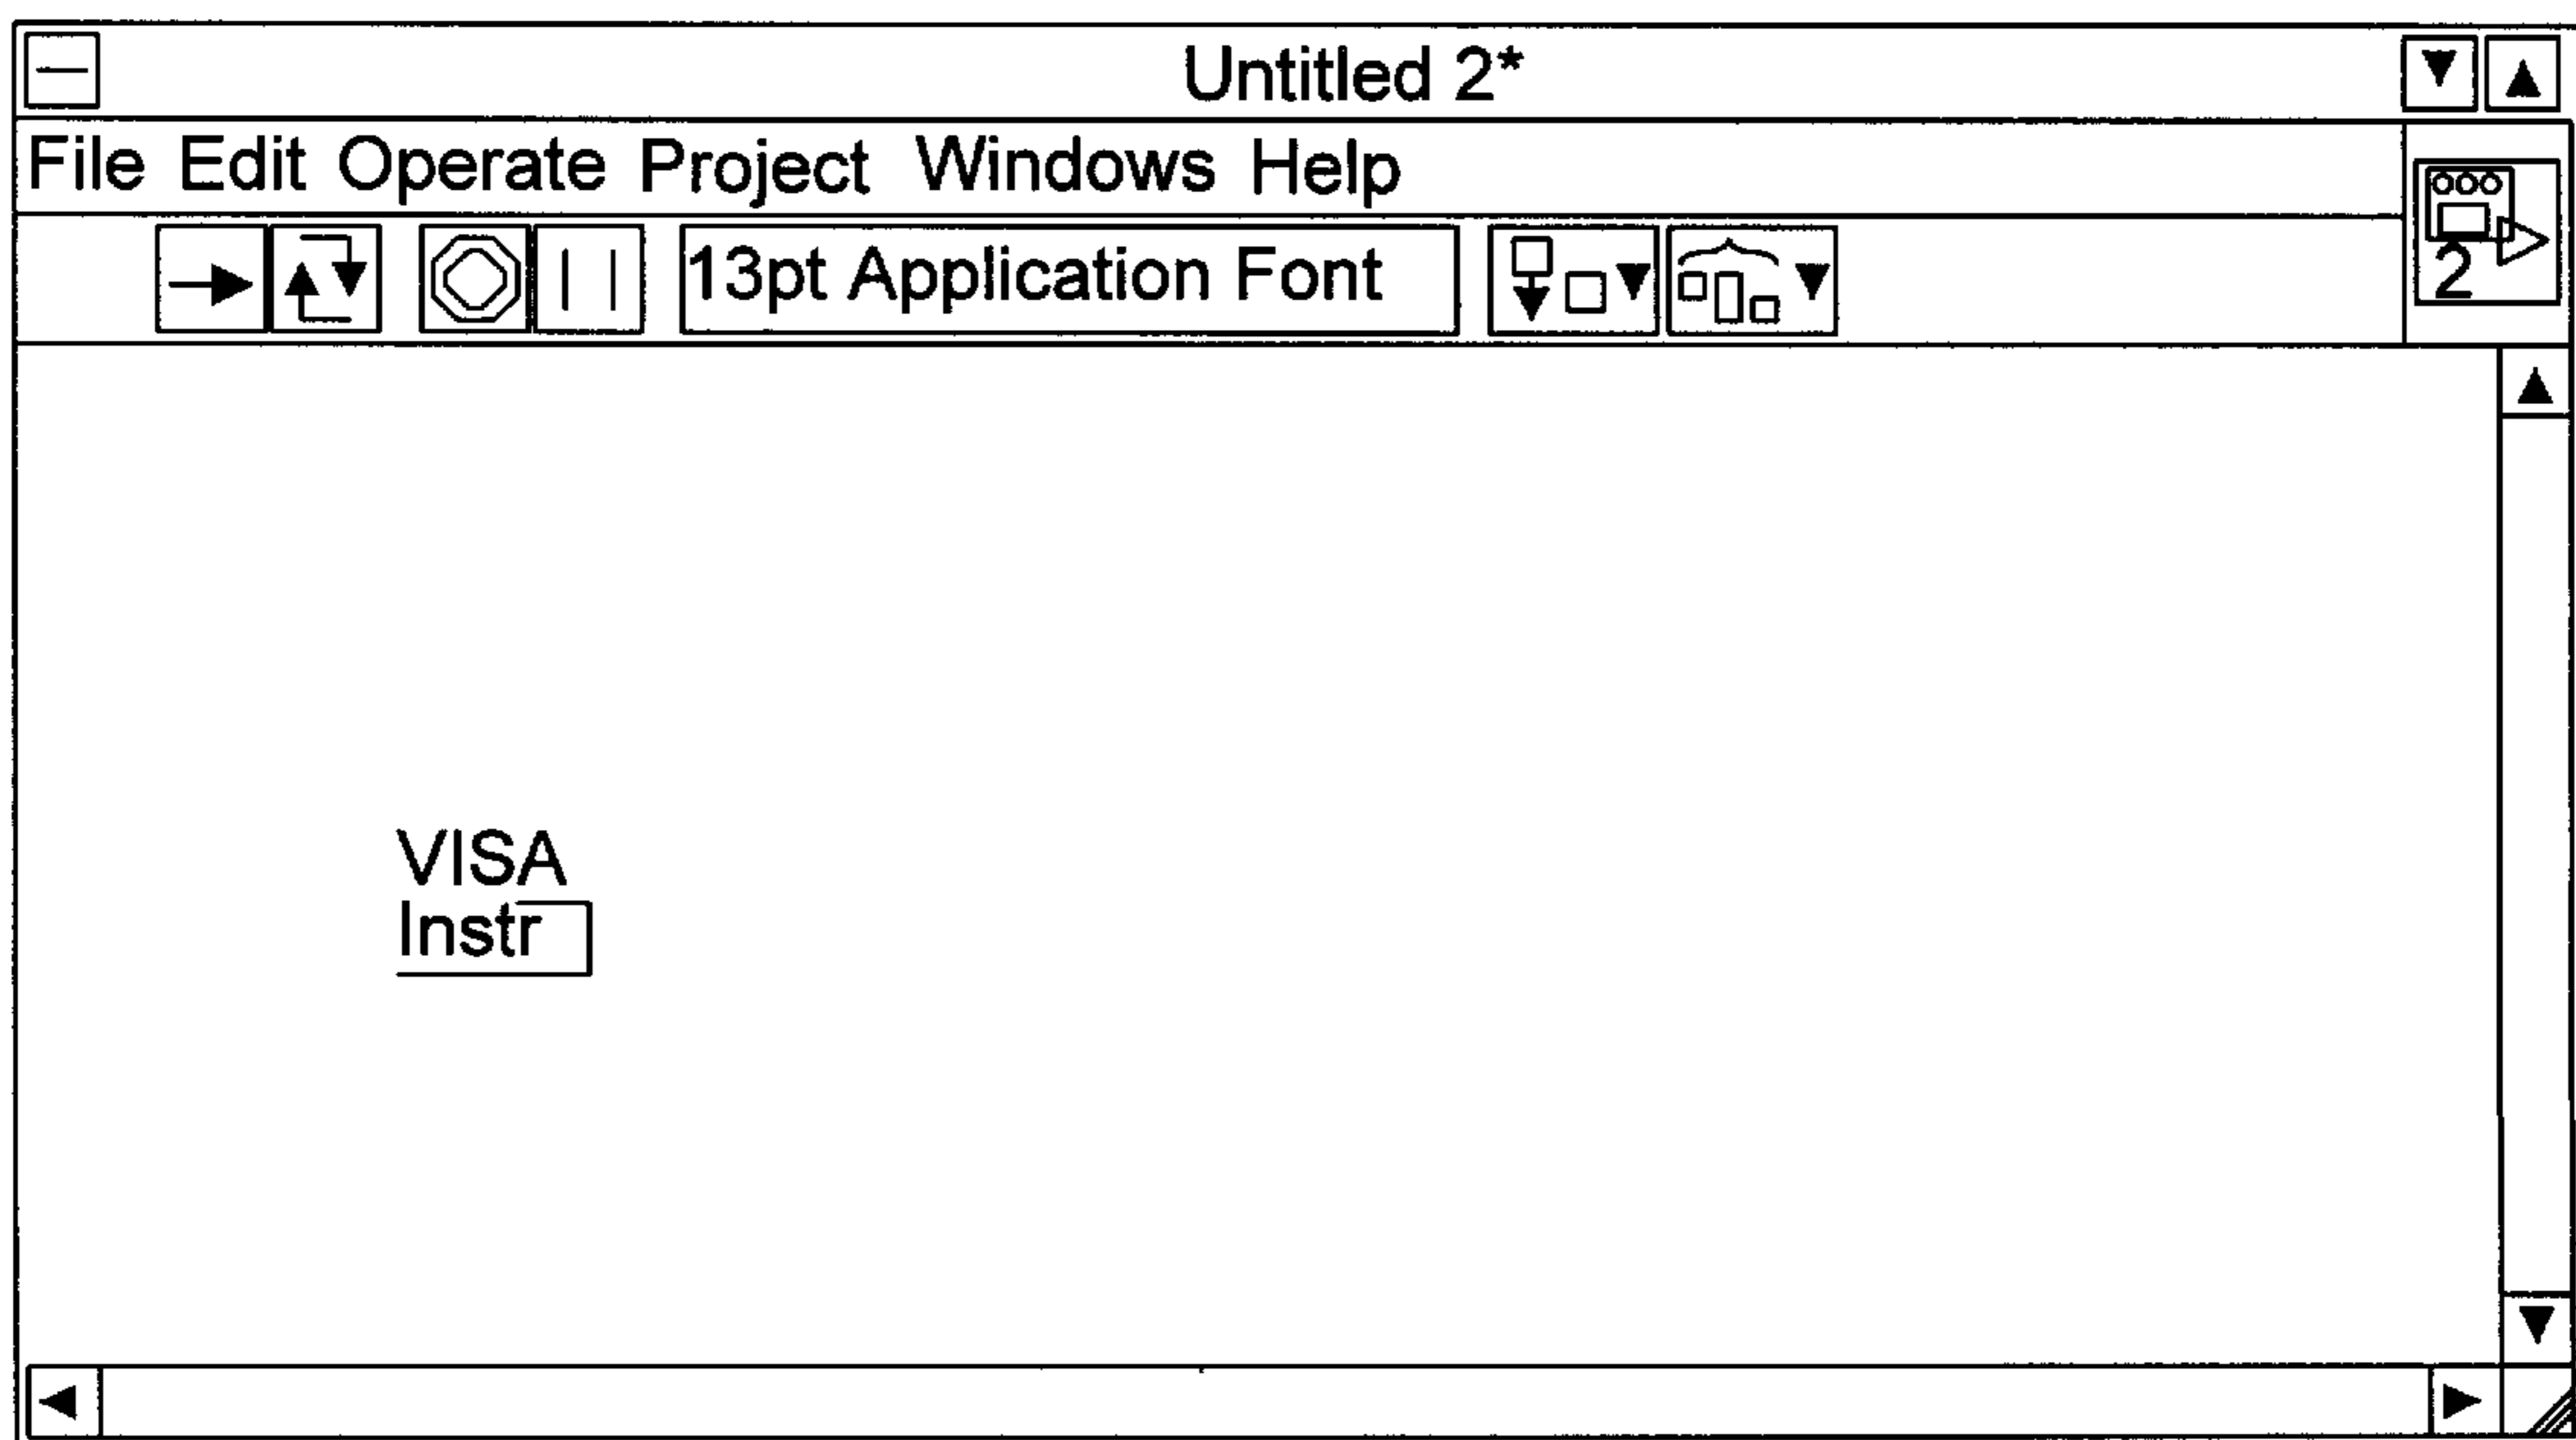 Untitled 2*
File Edit Operate Project Windows Help
2
13pt Application Font
VISA
Instr